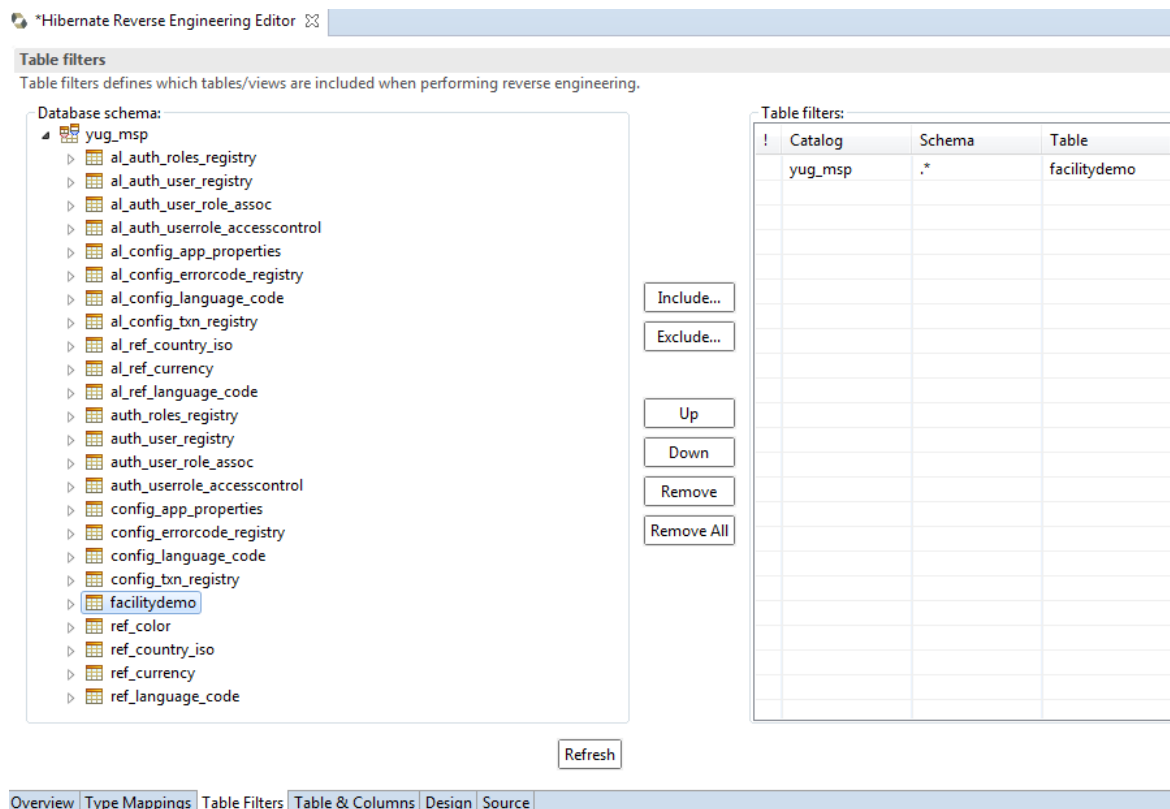 *Hibernate Reverse Engineering Editor
Table filters
Table filters defines which tables/views are included when performing reverse engineering.
Database schema:
yug_msp
al_auth_roles_registry
al_auth_user_registry
al_auth_user_role_assoc
al_auth_userrole_accesscontrol
al_config_app_properties
al_config_errorcode_registry
al_config_language_code
al_config_txn_registry
al_ref_country_iso
al_ref_currency
al_ref_language_code
auth_roles_registry
auth_user_registry
auth_user_role_assoc
auth_userrole_accesscontrol
config_app_properties
config_errorcode_registry
config_language_code
config_txn_registry
facilitydemo
ref_color
ref_country_iso
ref_currency
ref_language_code
Include...
Exclude...
Up
Down
Remove
Remove All
Table filters:
! Catalog Schema Table
yug_msp .* facilitydemo
Refresh
Overview Type Mappings Table Filters Table & Columns Design Source